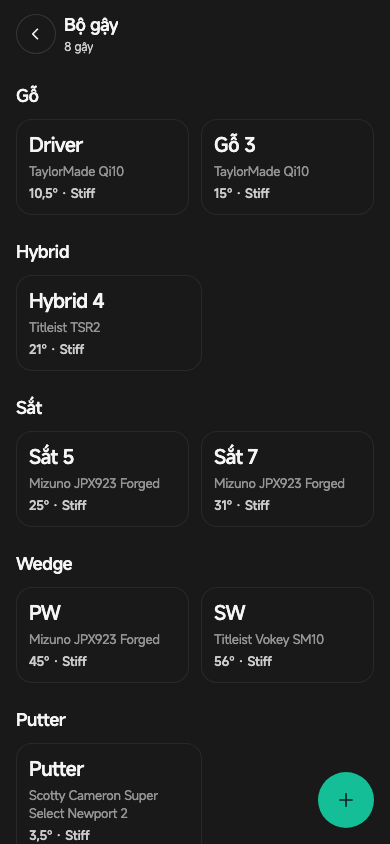 Bộ gậy
8 gậy
Gỗ
Driver
TaylorMade Qi10
10,5° · Stiff
Gỗ 3
TaylorMade Qi10
15° · Stiff
Hybrid
Hybrid 4
Titleist TSR2
21° · Stiff
Sắt
Sắt 5
Mizuno JPX923 Forged
25° · Stiff
Sắt 7
Mizuno JPX923 Forged
31° · Stiff
Wedge
PW
Mizuno JPX923 Forged
45° · Stiff
SW
Titleist Vokey SM10
56° · Stiff
Putter
Putter
Scotty Cameron Super
Select Newport 2
3,5° · Stiff